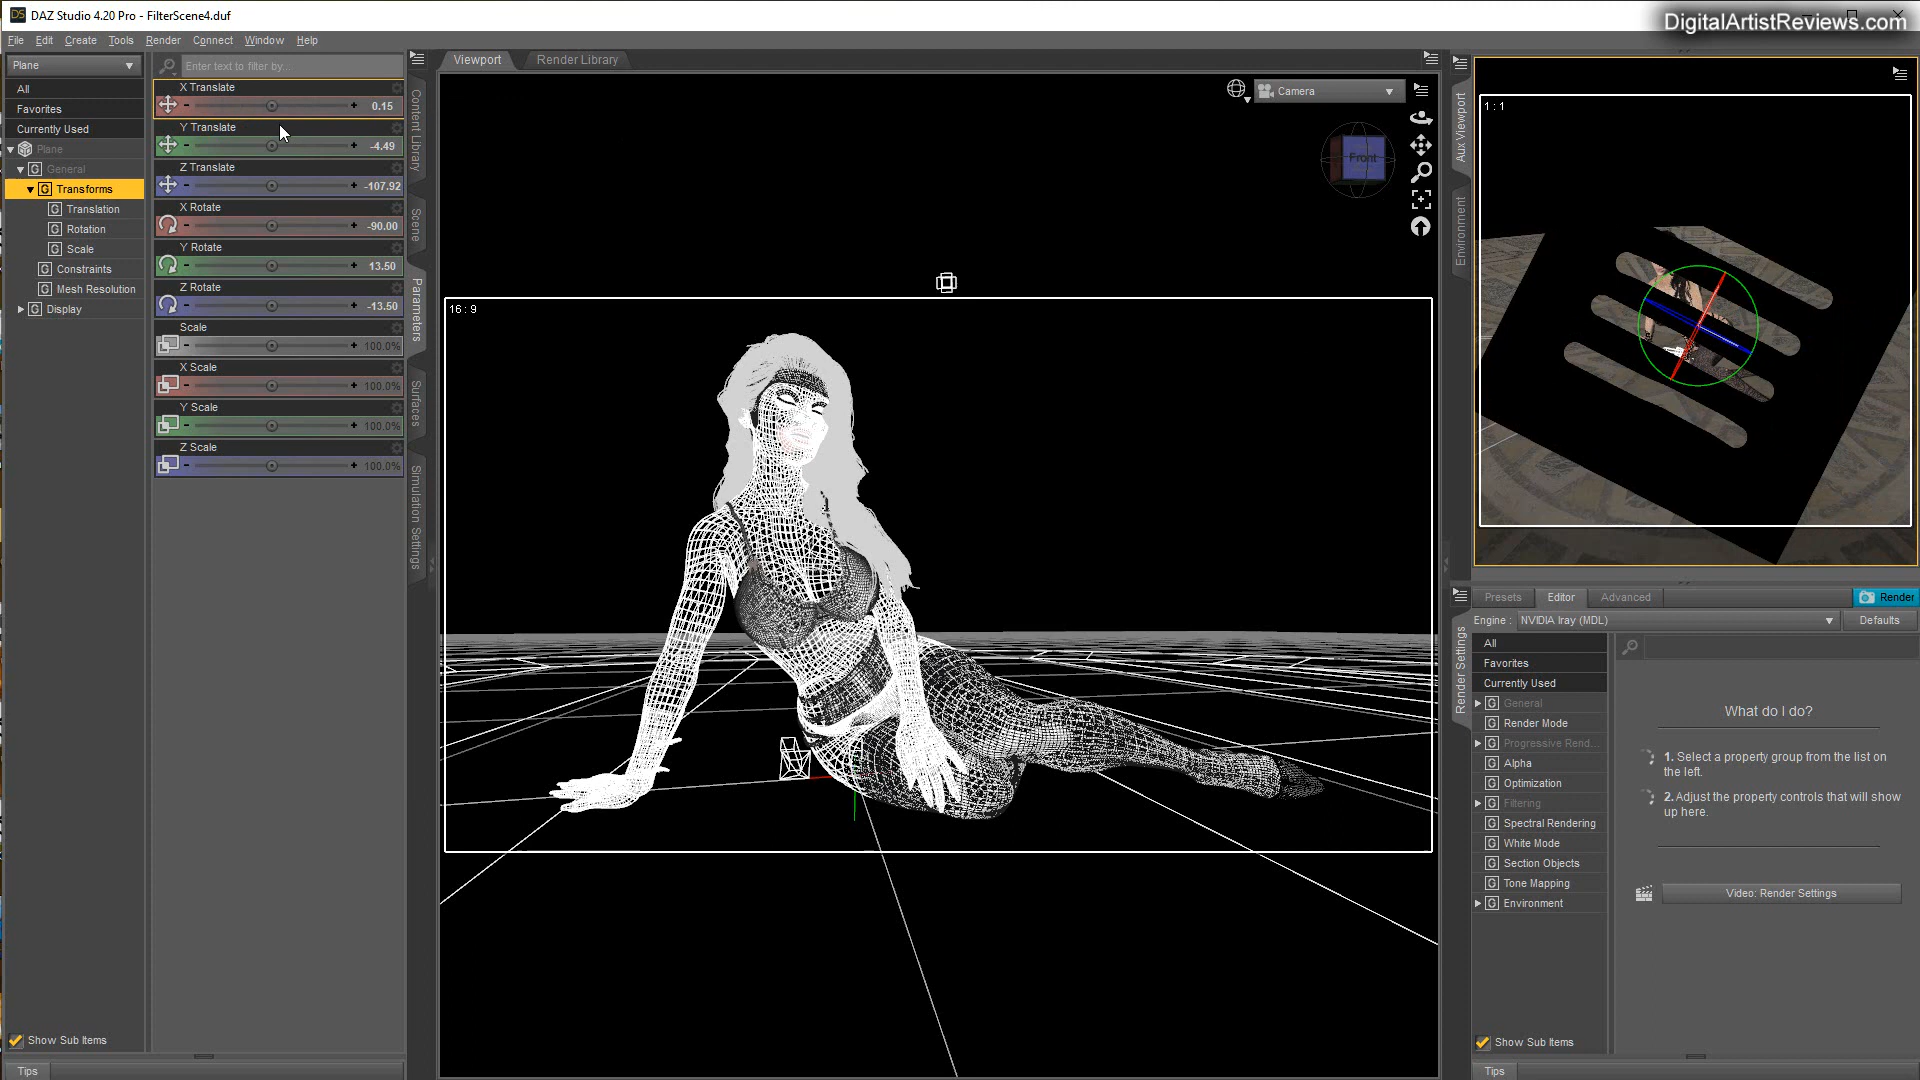 DAZ Studio 4.20 Pro - FilterScene4.duf
DigitalArtistReviews.com
File Edit Create Tools Render Connect Window Help
Plane
Enter text to filter by...
All
Favorites
Currently Used
Plane
General
Transforms
Translation
Rotation
Scale
Constraints
Mesh Resolution
Display
X Translate
0.15
Y Translate
-4.49
Z Translate
-107.92
X Rotate
-90.00
Y Rotate
13.50
Z Rotate
-13.50
Scale
100.0%
X Scale
100.0%
Y Scale
100.0%
Z Scale
100.0%
Show Sub Items
Tips
Content Library
Scene
Parameters
Surfaces
Simulation Settings
Viewport
Render Library
Camera
Front
16 : 9
Aux Viewport
Environment
1 : 1
Render Settings
Presets
Editor
Advanced
Render
Engine :
NVIDIA Iray (MDL)
Defaults
All
Favorites
Currently Used
General
Render Mode
Progressive Rend...
Alpha
Optimization
Filtering
Spectral Rendering
White Mode
Section Objects
Tone Mapping
Environment
What do I do?
1. Select a property group from the list on
the left.
2. Adjust the property controls that will show
up here.
Video: Render Settings
Show Sub Items
Tips